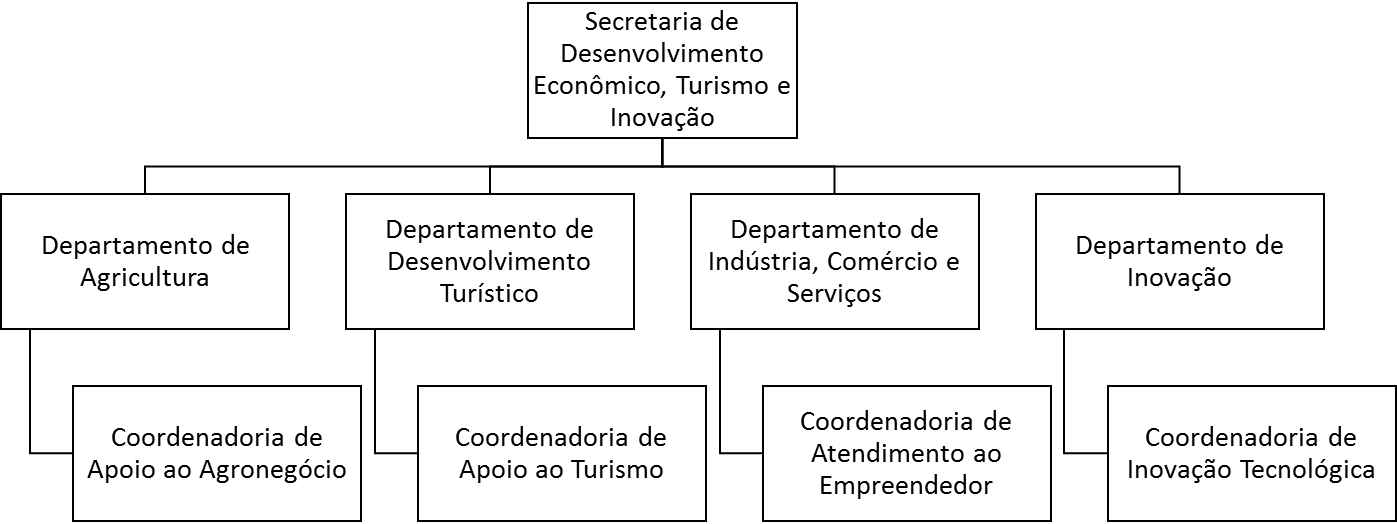 Secretaria de
Desenvolvimento
Econômico, Turismo e
Inovação
Departamento de
Agricultura
Departamento de
Desenvolvimento
Turístico
Departamento de
Indústria, Comércio e
Serviços
Departamento de
Inovação
Coordenadoria de
Apoio ao Agronegócio
Coordenadoria de
Apoio ao Turismo
Coordenadoria de
Atendimento ao
Empreendedor
Coordenadoria de
Inovação Tecnológica